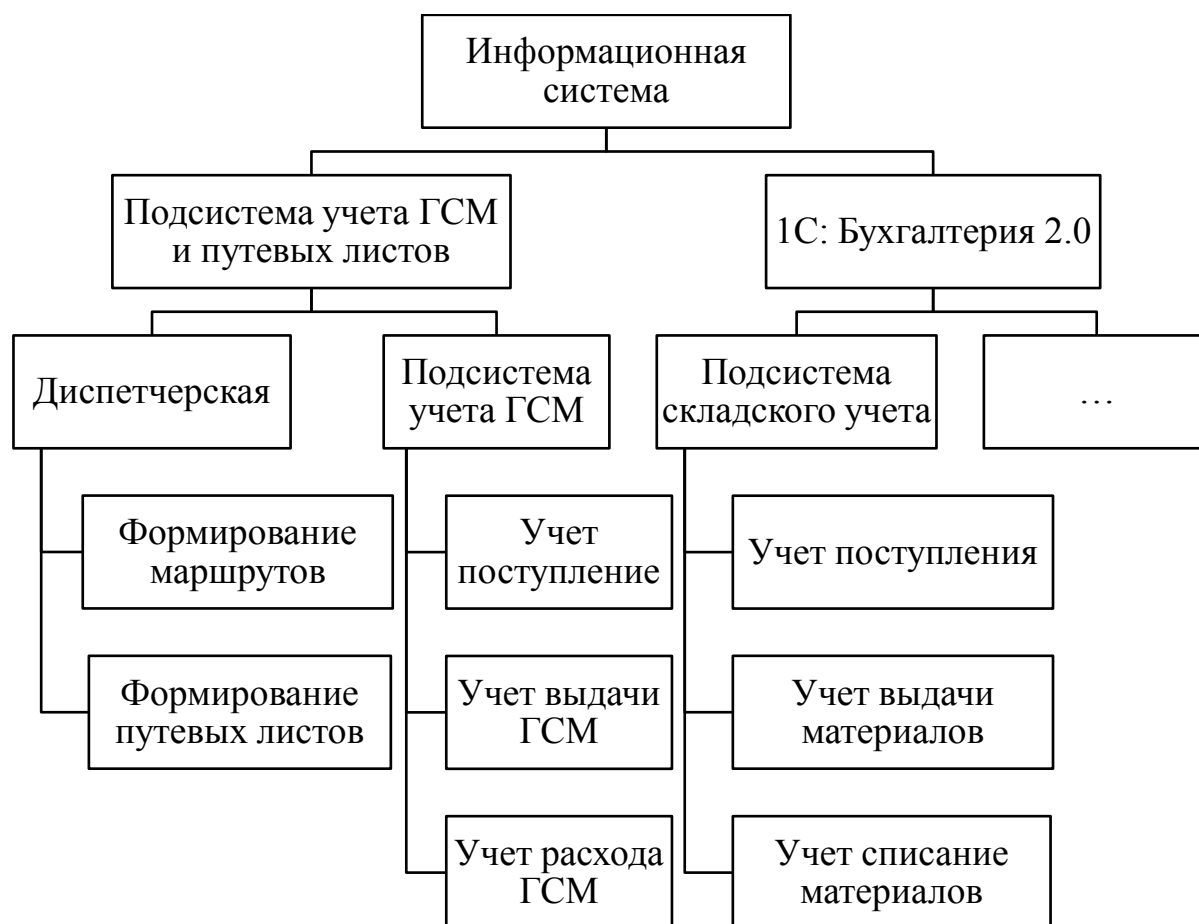 Информационная
система
Подсистема учета ГСМ
и путевых листов
1С: Бухгалтерия 2.0
Диспетчерская
Подсистема
учета ГСМ
Подсистема
складского учета
...
Формирование
маршрутов
Учет
поступление
Учет поступления
Формирование
путевых листов
Учет выдачи
ГСМ
Учет выдачи
материалов
Учет расхода
ГСМ
Учет списание
материалов